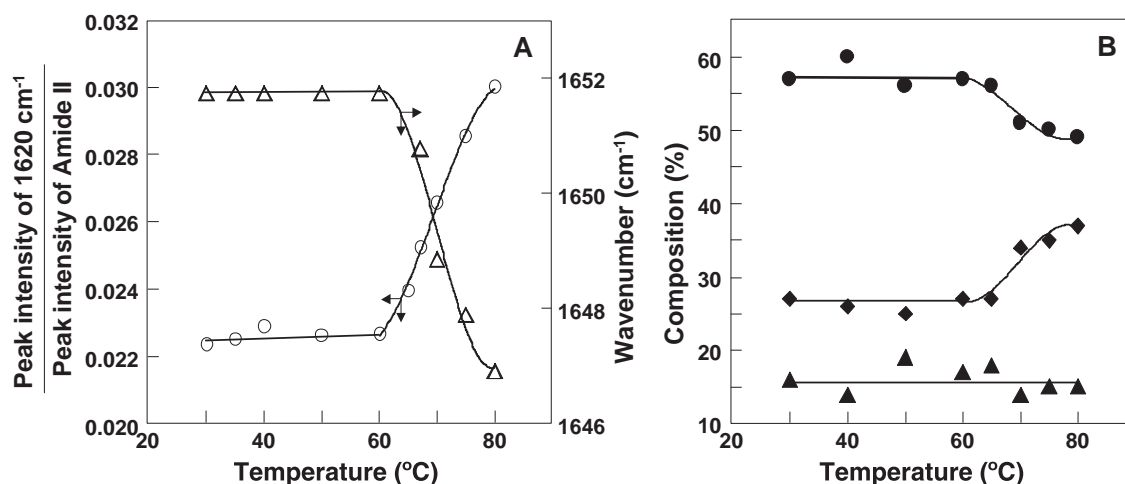 Peak intensity of 1620 cm⁻¹
Peak intensity of Amide II
0.032
0.030
0.028
0.026
0.024
0.022
0.020
A
1652
1650
1648
1646
Wavenumber (cm⁻¹)
20 40 60 80
Temperature (ºC)
Composition (%)
60
50
40
30
20
10
B
20 40 60 80
Temperature (ºC)